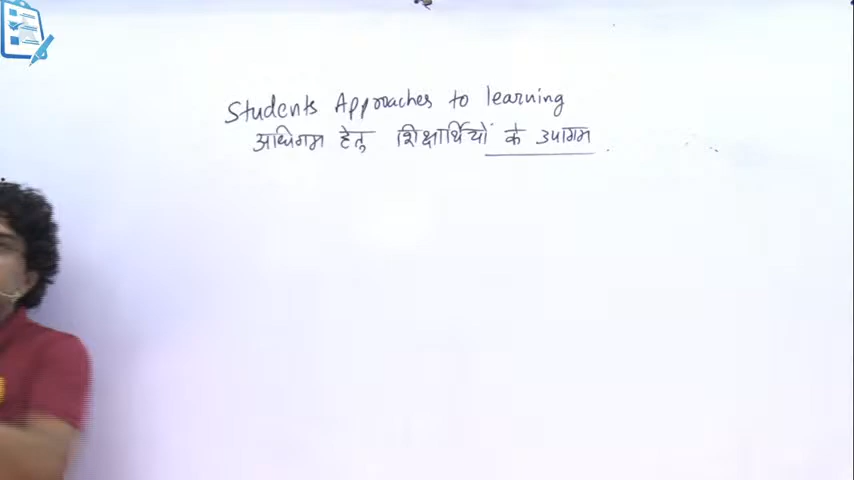 Students Approaches to learning
अधिगम हेतु शिक्षार्थियों के उपागम